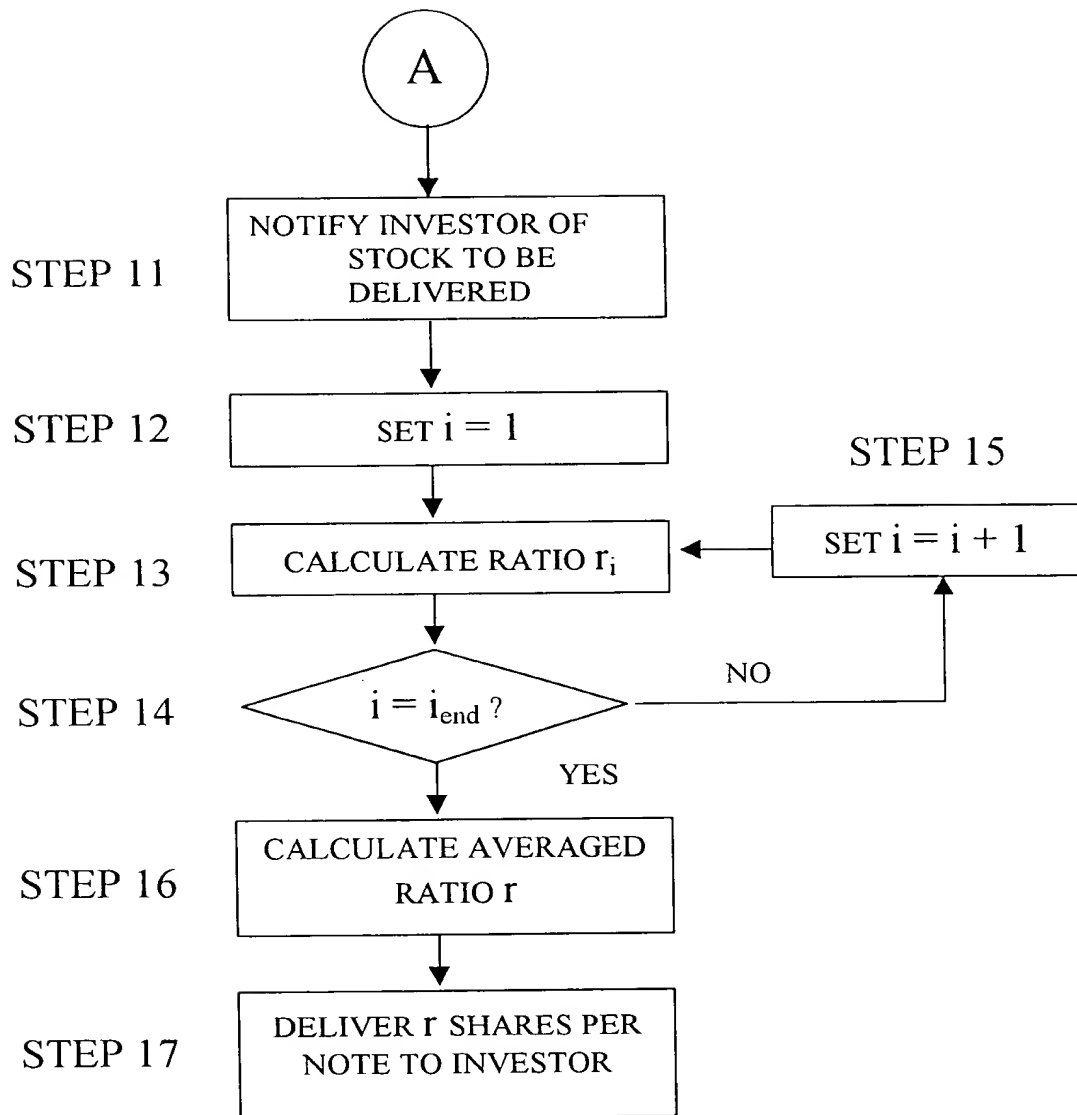 A
NOTIFY INVESTOR OF
STOCK TO BE
DELIVERED
STEP 11
STEP 12
SET i = 1
STEP 15
SET i = i + 1
STEP 13
CALCULATE RATIO rᵢ
NO
STEP 14
i = i_end ?
YES
CALCULATE AVERAGED
RATIO r
STEP 16
DELIVER r SHARES PER
NOTE TO INVESTOR
STEP 17